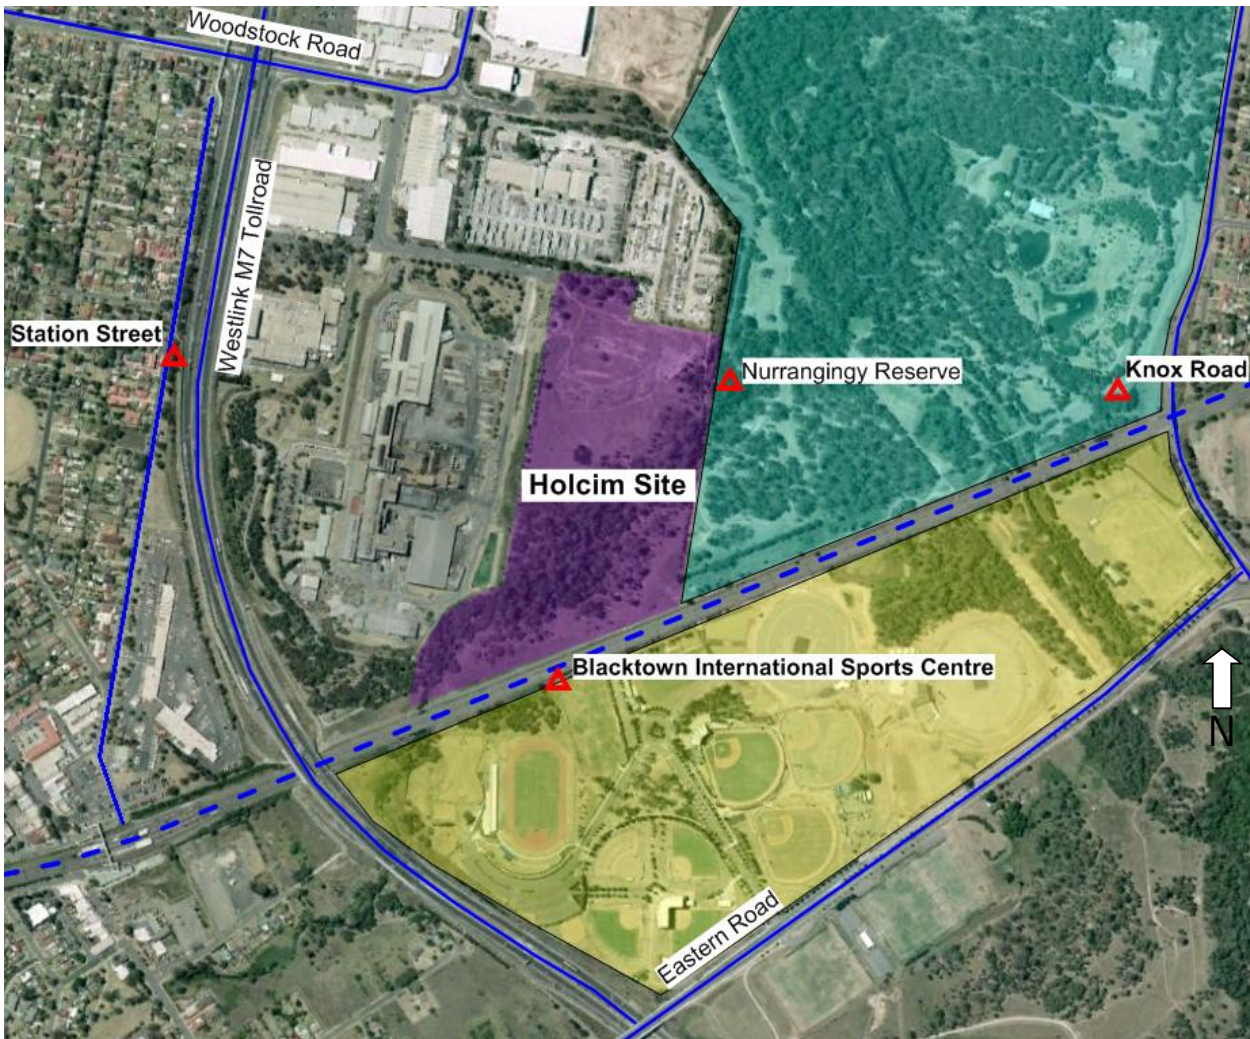 Woodstock Road
Westlink M7 Tollroad
Station Street
Nurrangingy Reserve
Knox Road
Holcim Site
Blacktown International Sports Centre
N
Eastern Road